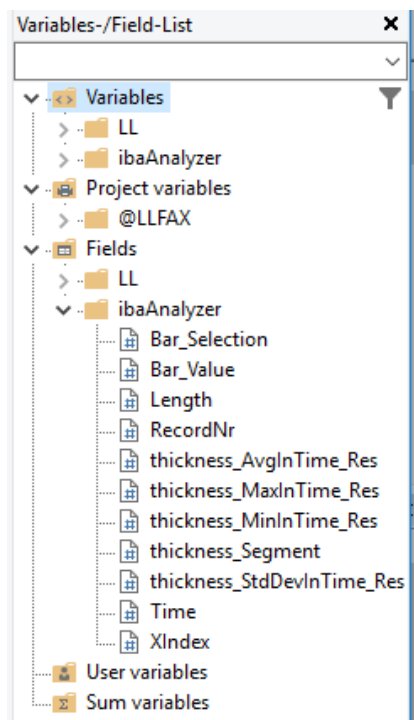 Variables-/Field-List
Variables
LL
ibaAnalyzer
Project variables
@LLFAX
Fields
LL
ibaAnalyzer
Bar_Selection
Bar_Value
Length
RecordNr
thickness_AvgInTime_Res
thickness_MaxInTime_Res
thickness_MinInTime_Res
thickness_Segment
thickness_StdDevInTime_Res
Time
XIndex
User variables
Sum variables